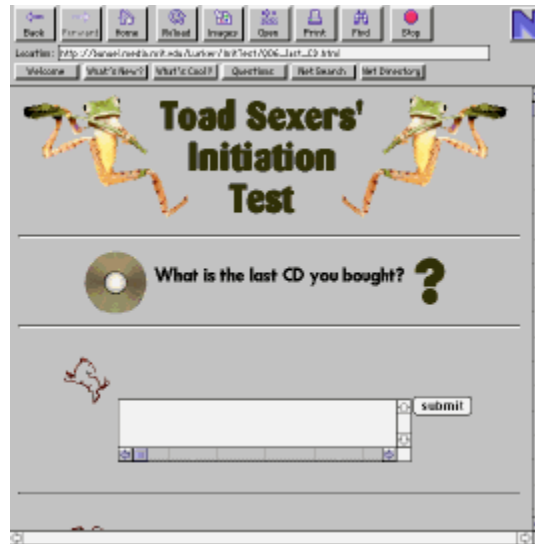 Back Forward Home Reload Images Open Print Find Stop
N
Location: http://
Welcome What's New? What's Cool? Questions Net Search Net Directory
Toad Sexers'
Initiation
Test
What is the last CD you bought?
submit